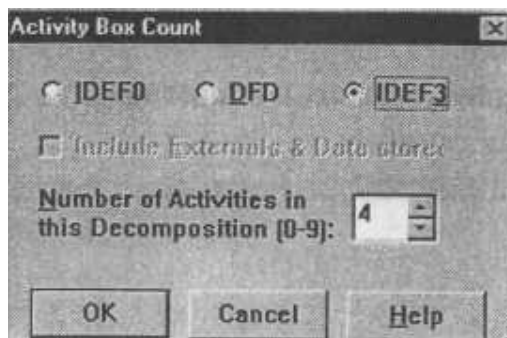 Activity Box Count
IDEF0 DFD IDEF3
Include Externals & Data stores
Number of Activities in
this Decomposition (0-9): 4
OK Cancel Help